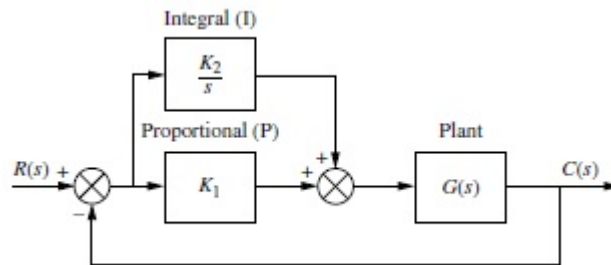 Integral (I)
K2
s
Proportional (P)
Plant
R(s) + + + C(s)
K1
G(s)
−